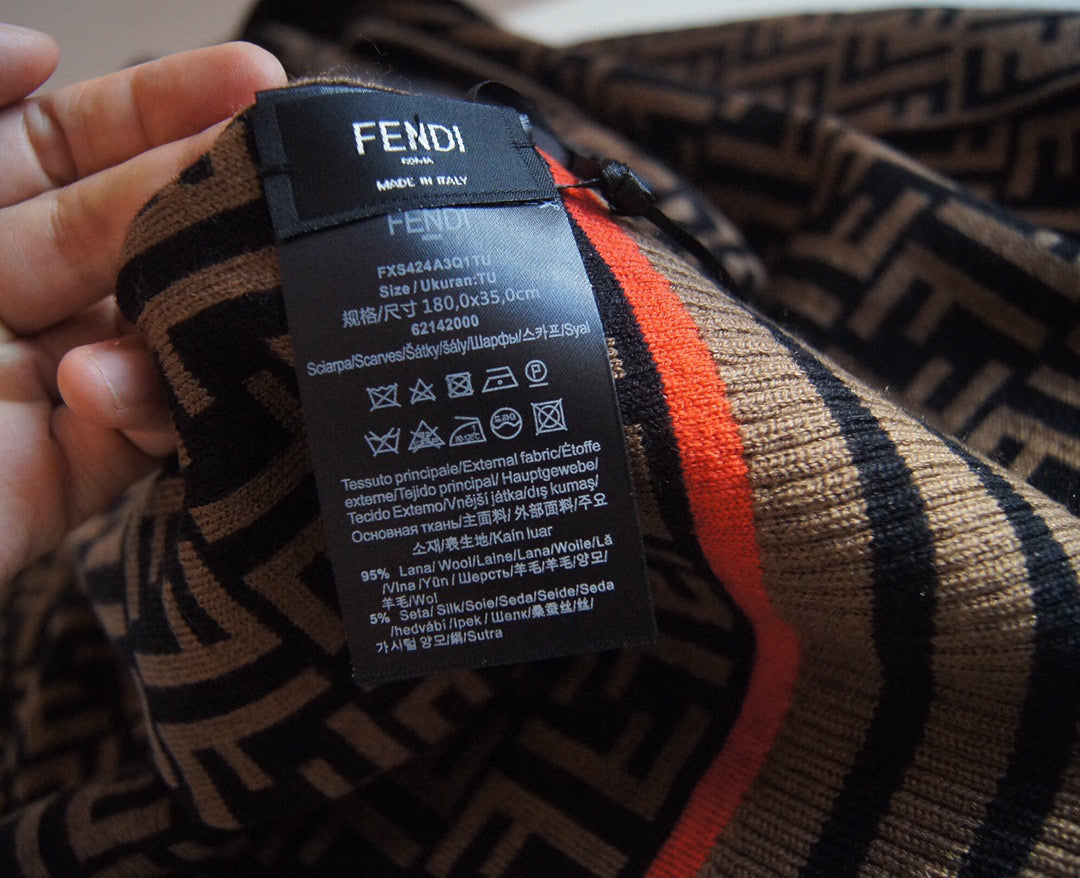 FENDI
ROMA
MADE IN ITALY
FENDI
FXS424A3Q1TU
Size / Ukuran:TU
规格/尺寸 180,0x35,0cm
62142000
Sciarpa/Scarves/Šátky/šály/Шарфы/스카프/Syal
P
Tessuto principale/External fabric/Étoffe
externe/Tejido principal/ Hauptgewebe/
Tecido Externo/Vnější játka/dış kumaş/
Основная ткань/主面料/ 外部面料/주요
소재/表生地/Kain luar
95% Lana/ Wool/Laine/Lana/Wolle/Lã
/Vlna /Yün / Шерсть/羊毛/羊毛/양모/
羊毛/Wol
5% Seta/ Silk/Soie/Seda/Seide/Seda
/hedvábí /Ipek / Шелк/桑蚕丝/丝/
가시털 양모/絹/Sutra